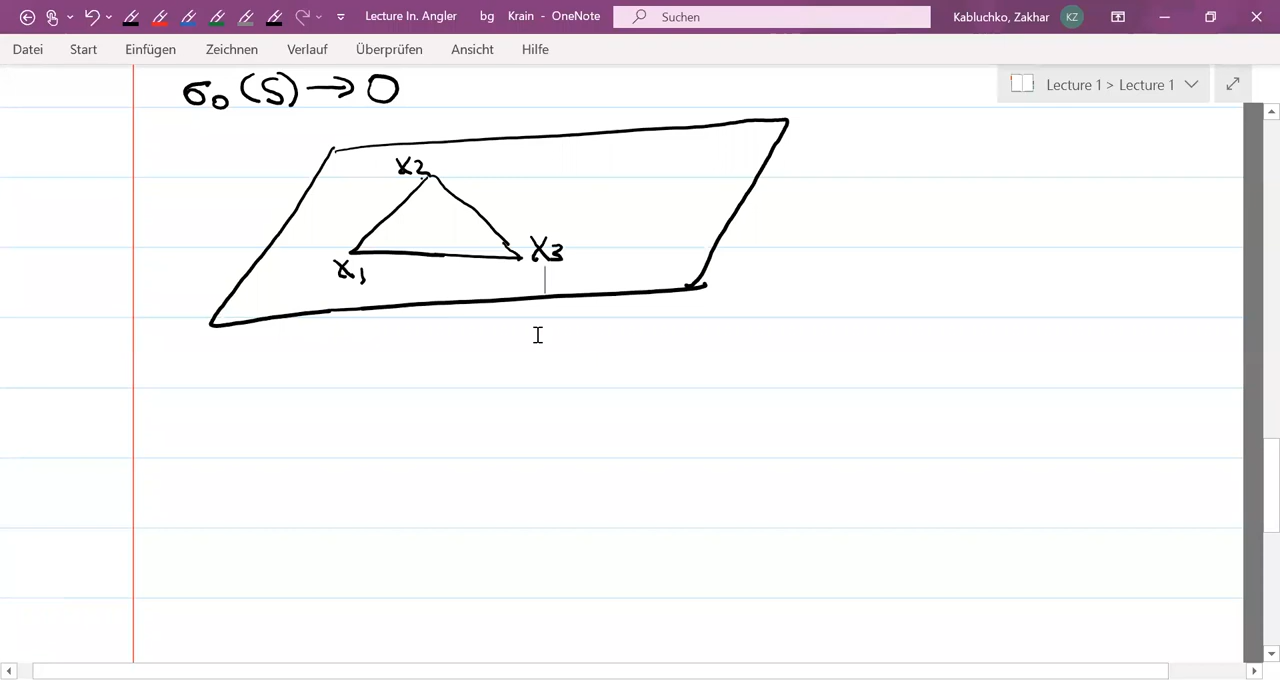 Lecture In. Angler bg Krain - OneNote
Suchen
Kabluchko, Zakhar KZ
Datei Start Einfügen Zeichnen Verlauf Überprüfen Ansicht Hilfe
Lecture 1 > Lecture 1
σ₀ (S) → 0
X2
X3
X1